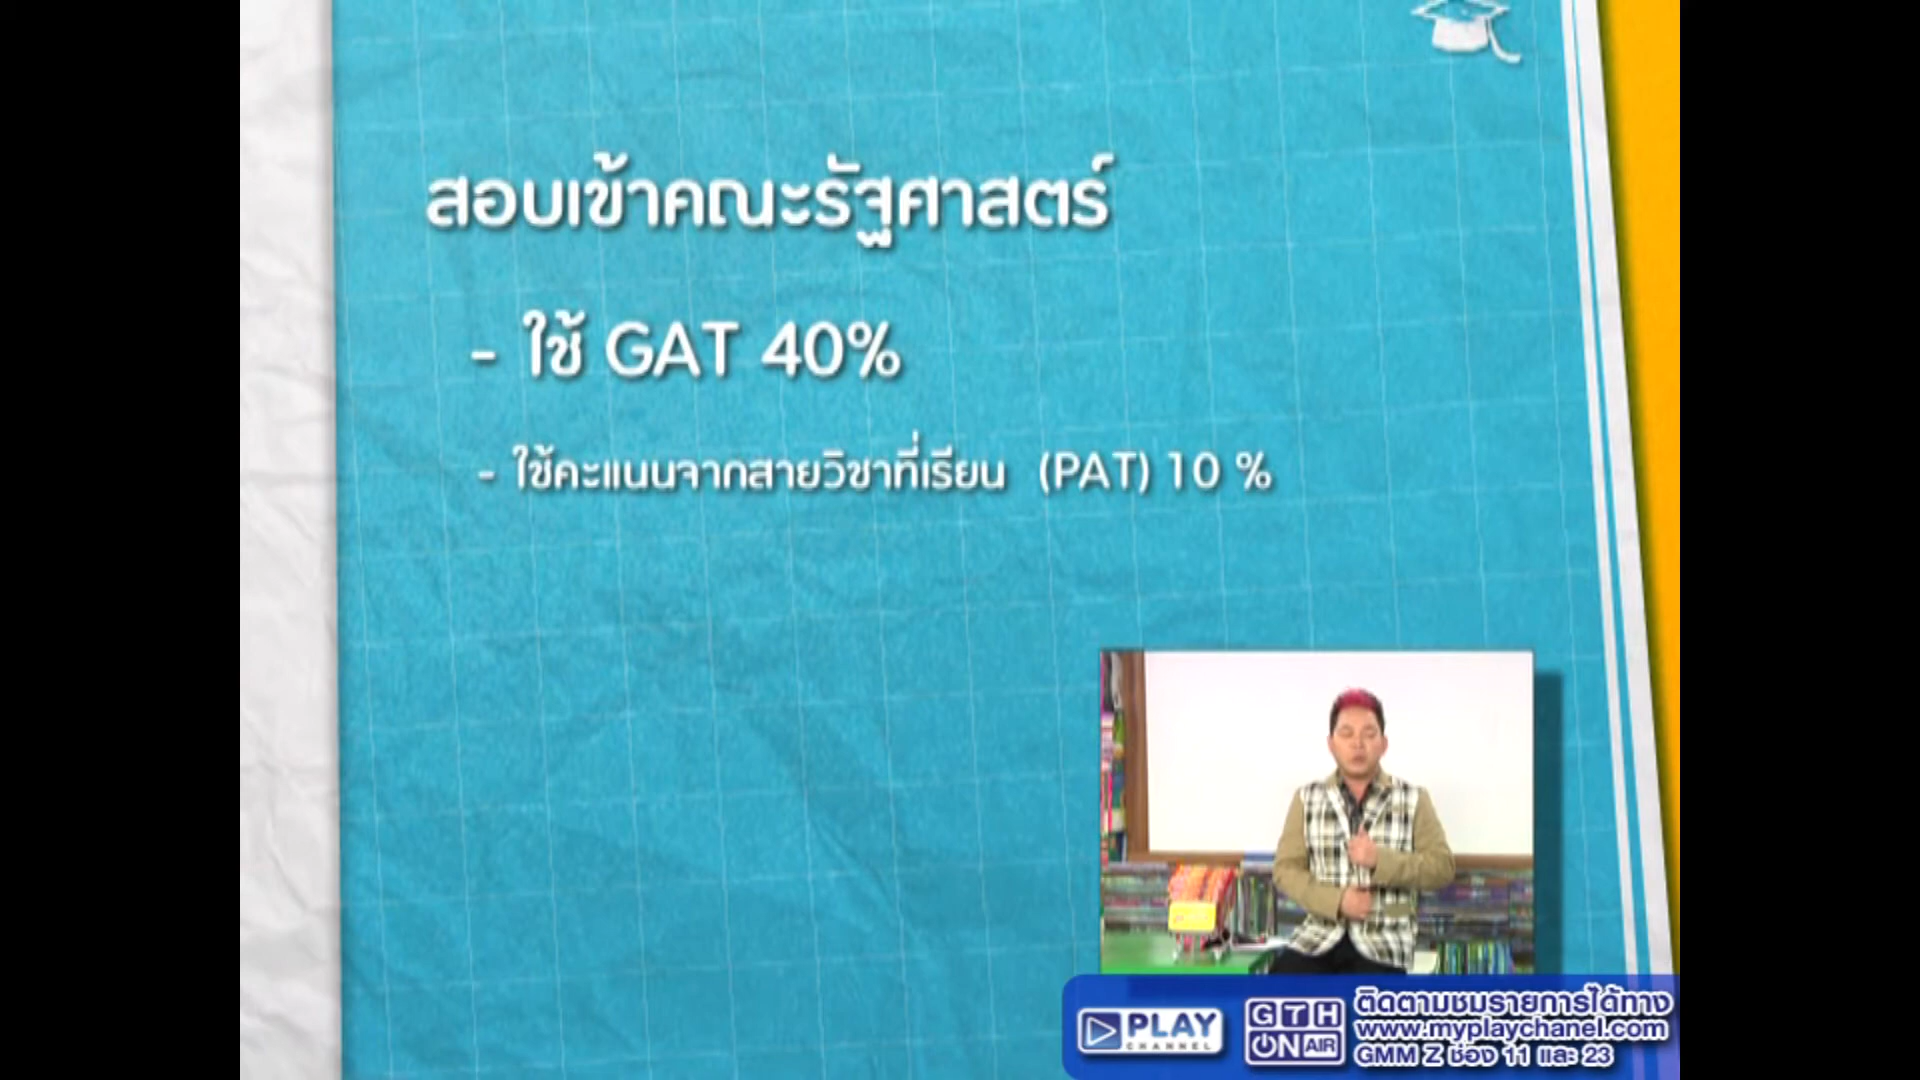 สอบเข้าคณะรัฐศาสตร์
- ใช้ GAT 40%
- ใช้คะแนนจากสายวิชาที่เรียน (PAT) 10 %
PLAY
CHANNEL
GTH
ON AIR
ติดตามชมรายการได้ทาง
www.myplaychanel.com
GMM Z ช่อง 11 และ 23